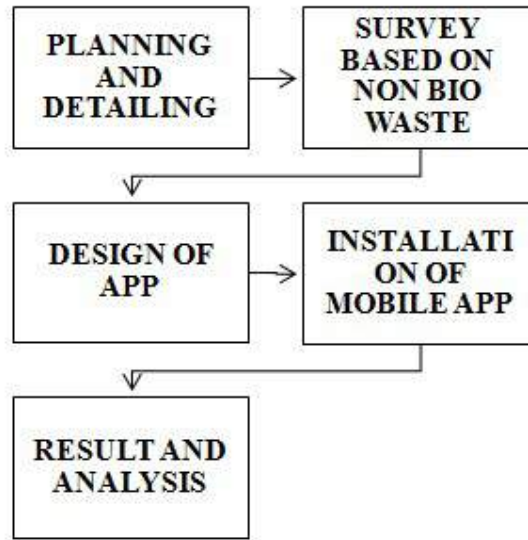 PLANNING
AND
DETAILING
SURVEY
BASED ON
NON BIO
WASTE
DESIGN OF
APP
INSTALLATI
ON OF
MOBILE APP
RESULT AND
ANALYSIS